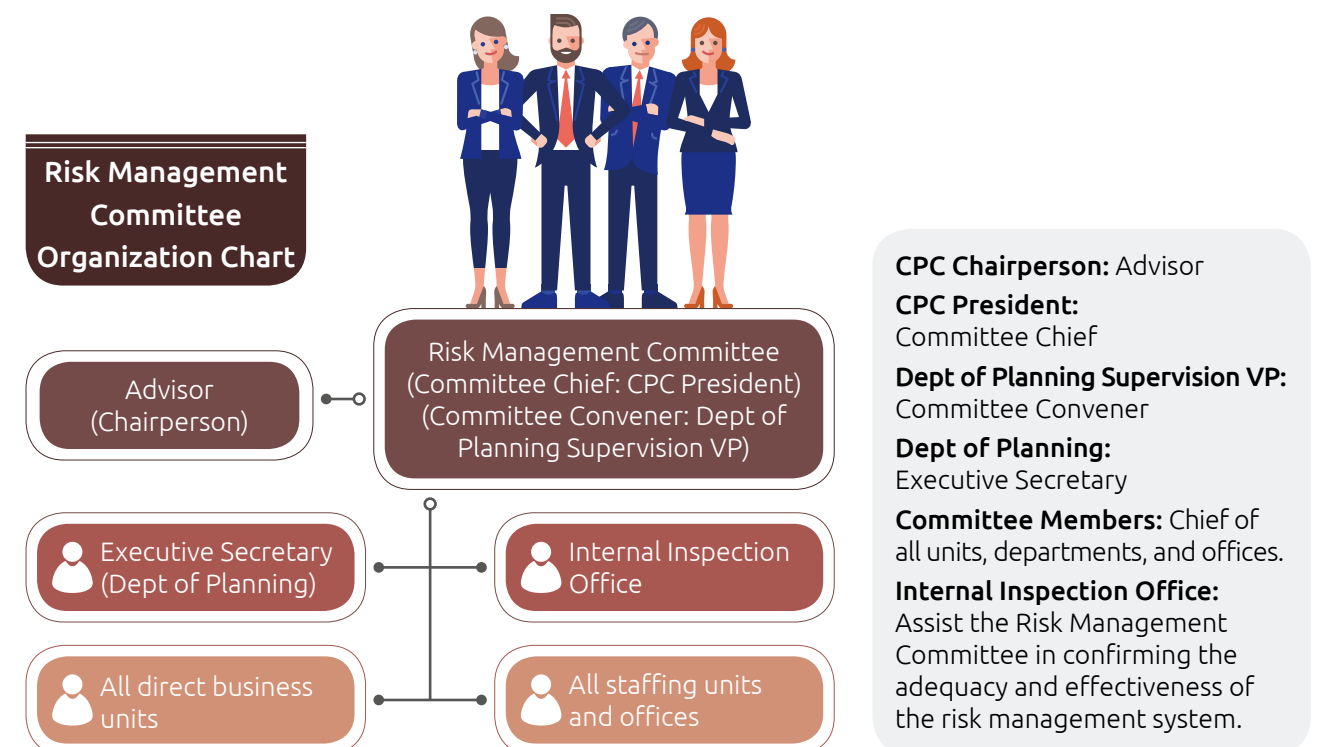 Risk Management
Committee
Organization Chart
Advisor
(Chairperson)
Risk Management Committee
(Committee Chief: CPC President)
(Committee Convener: Dept of
Planning Supervision VP)
Executive Secretary
(Dept of Planning)
Internal Inspection
Office
All direct business
units
All staffing units
and offices
CPC Chairperson: Advisor
CPC President:
Committee Chief
Dept of Planning Supervision VP:
Committee Convener
Dept of Planning:
Executive Secretary
Committee Members: Chief of
all units, departments, and offices.
Internal Inspection Office:
Assist the Risk Management
Committee in confirming the
adequacy and effectiveness of
the risk management system.